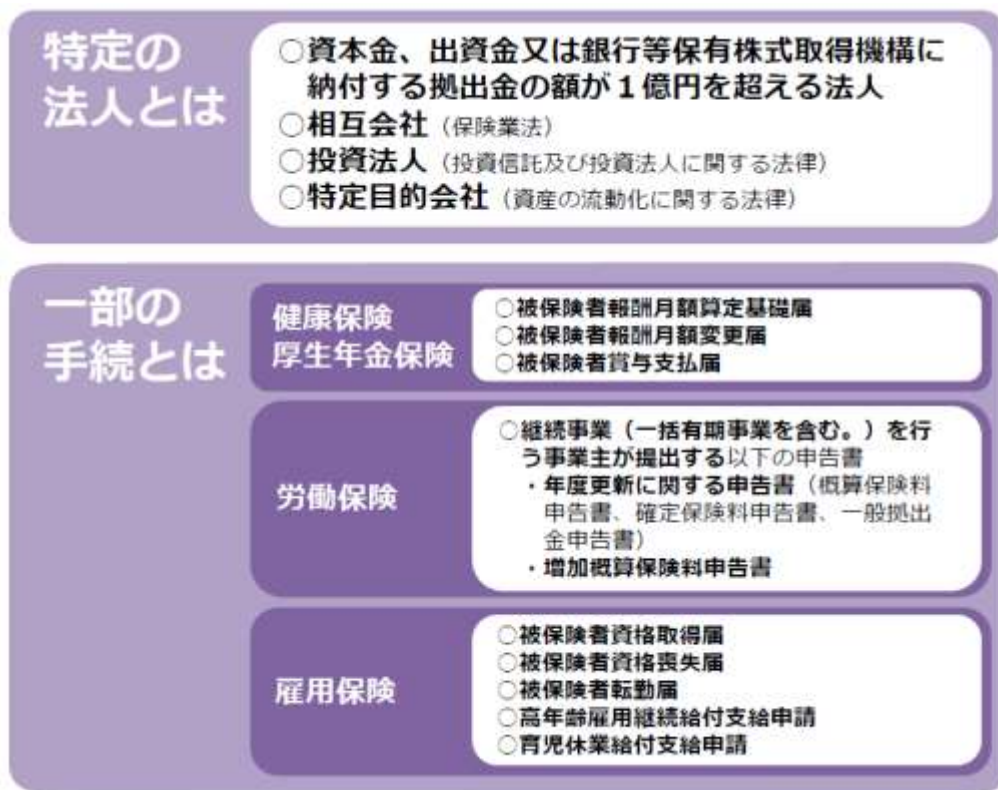 特定の
法人とは
○資本金、出資金又は銀行等保有株式取得機構に
納付する拠出金の額が１億円を超える法人
○相互会社（保険業法）
○投資法人（投資信託及び投資法人に関する法律）
○特定目的会社（資産の流動化に関する法律）
一部の
手続とは
健康保険
厚生年金保険
○被保険者報酬月額算定基礎届
○被保険者報酬月額変更届
○被保険者賞与支払届
労働保険
○継続事業（一括有期事業を含む。）を行
う事業主が提出する以下の申告書
・年度更新に関する申告書（概算保険料
申告書、確定保険料申告書、一般拠出
金申告書）
・増加概算保険料申告書
雇用保険
○被保険者資格取得届
○被保険者資格喪失届
○被保険者転勤届
○高年齢雇用継続給付支給申請
○育児休業給付支給申請